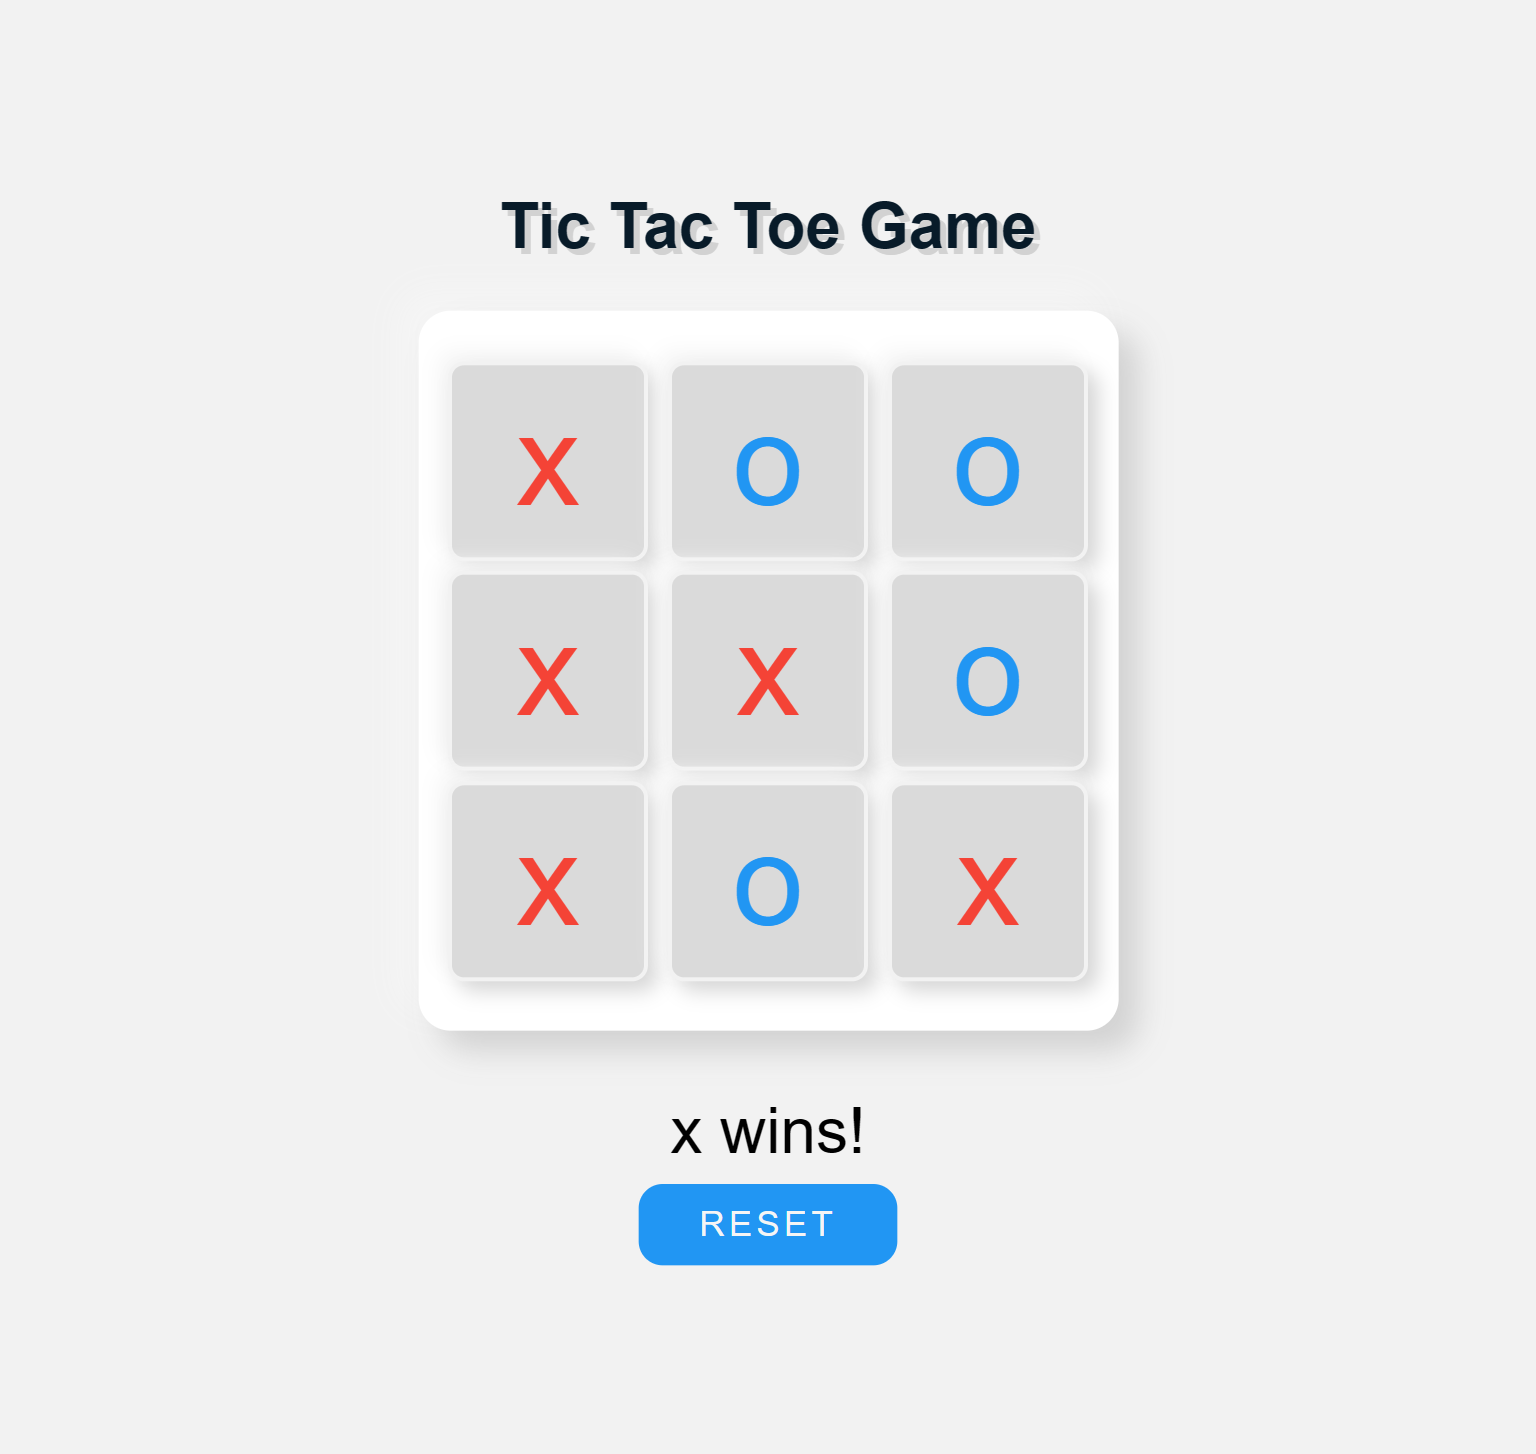 Tic Tac Toe Game
x o o
x x o
x o x
x wins!
RESET